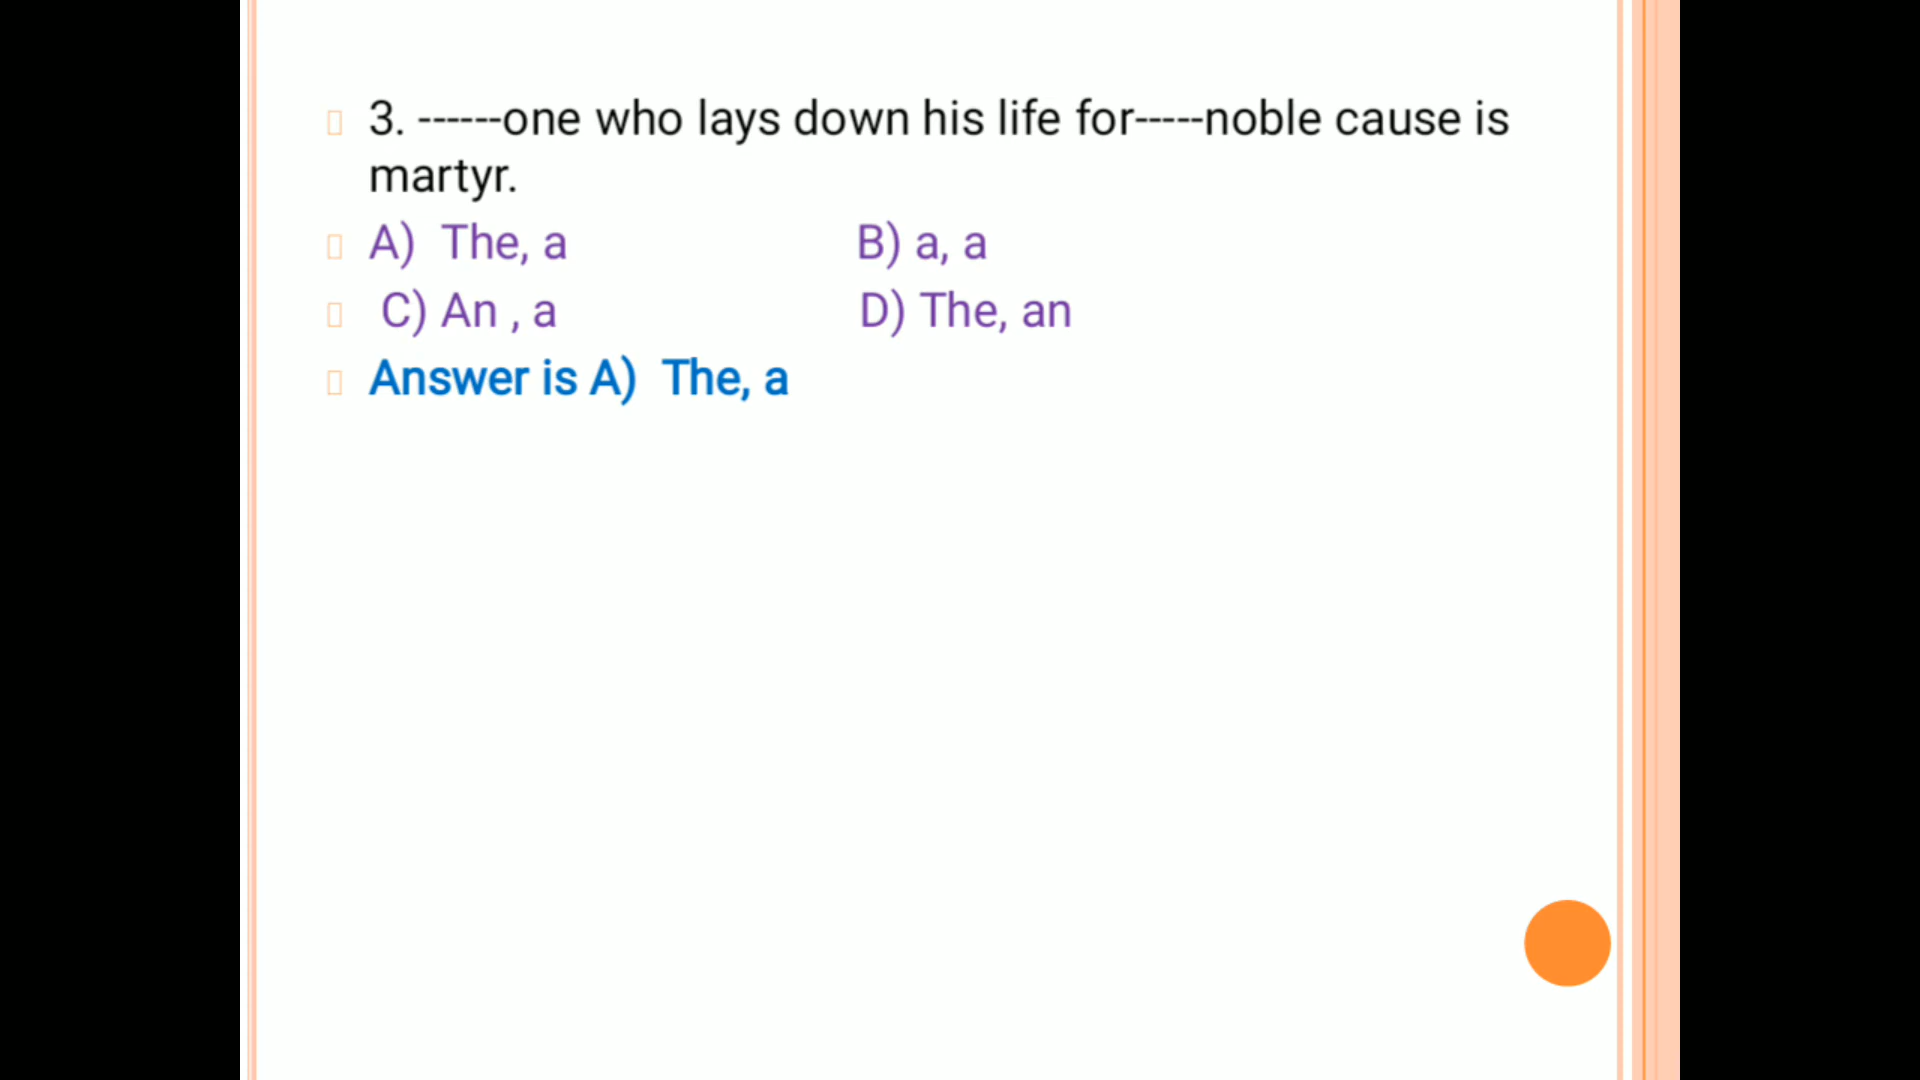 3. ------one who lays down his life for-----noble cause is
martyr.
A)  The, a    B) a, a
C) An , a    D) The, an
Answer is A)  The, a